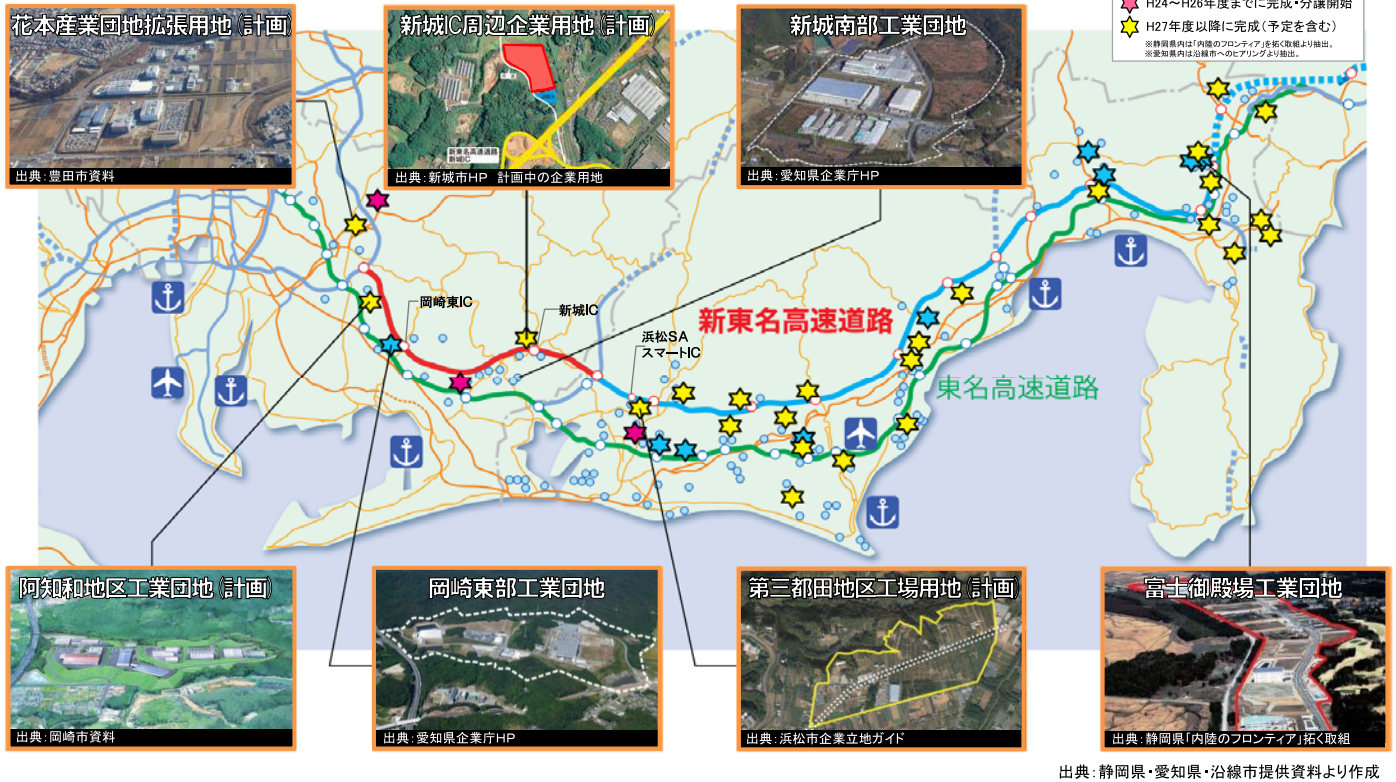 花本産業団地拡張用地(計画)
出典：豊田市資料
新城IC周辺企業用地(計画)
新東名高速道路
新城IC
出典：新城市HP 計画中の企業用地
新城南部工業団地
出典：愛知県企業庁HP
H24～H26年度までに完成・分譲開始
H27年度以降に完成(予定を含む)
※静岡県内は「内陸のフロンティア」を拓く取組より抽出。
※愛知県内は沿線市へのヒアリングより抽出。
岡崎東IC
新城IC
浜松SA
スマートIC
新東名高速道路
東名高速道路
阿知和地区工業団地(計画)
出典：岡崎市資料
岡崎東部工業団地
出典：愛知県企業庁HP
第三都田地区工場用地(計画)
出典：浜松市企業立地ガイド
富士御殿場工業団地
出典：静岡県「内陸のフロンティア」拓く取組
出典：静岡県・愛知県・沿線市提供資料より作成